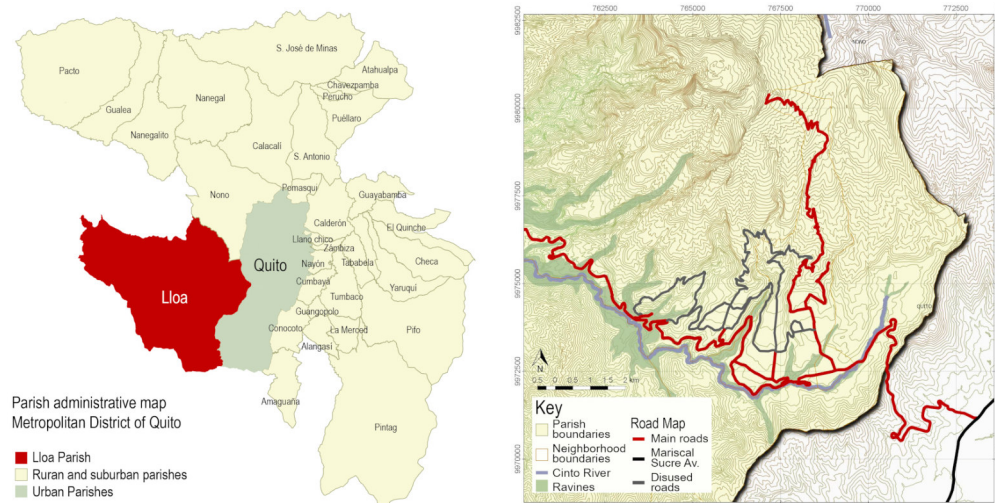 S. José de Minas
Atahualpa
Pacto
Chavezpamba
Nanegal
Perucho
Gualea
Puéllaro
Nanegalito
Calacalí
S. Antonio
Nono
Pemasqui
Guayabamba
Calderón
El Quinche
Llano chico
Zámbiza
Quito
Nayón
Tababela
Checa
Cumbaya
Lloa
Tumbaco
Yaruquí
Guangopolo
Conocoto
La Merced
Pifo
Alangasí
Amaguaña
Pintag
Parish administrative map
Metropolitan District of Quito
Lloa Parish
Ruran and suburban parishes
Urban Parishes
762500
765000
767500
770000
772500
9982500
9980000
9977500
9975000
9972500
9970000
NONO
QUITO
N
0.5 0 0.5 1 2 km
Key
Parish
boundaries
Neighborhood
boundaries
Cinto River
Ravines
Road Map
Main roads
Mariscal
Sucre Av.
Disused
roads